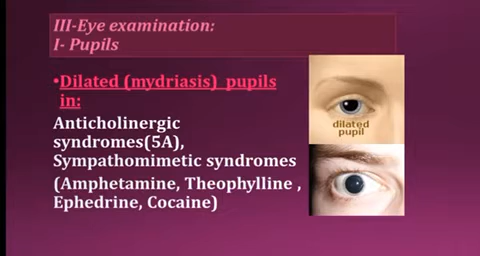 III-Eye examination:
I- Pupils
•Dilated (mydriasis) pupils
in:
Anticholinergic
syndromes(5A),
Sympathomimetic syndromes
(Amphetamine, Theophylline ,
Ephedrine, Cocaine)
dilated
pupil